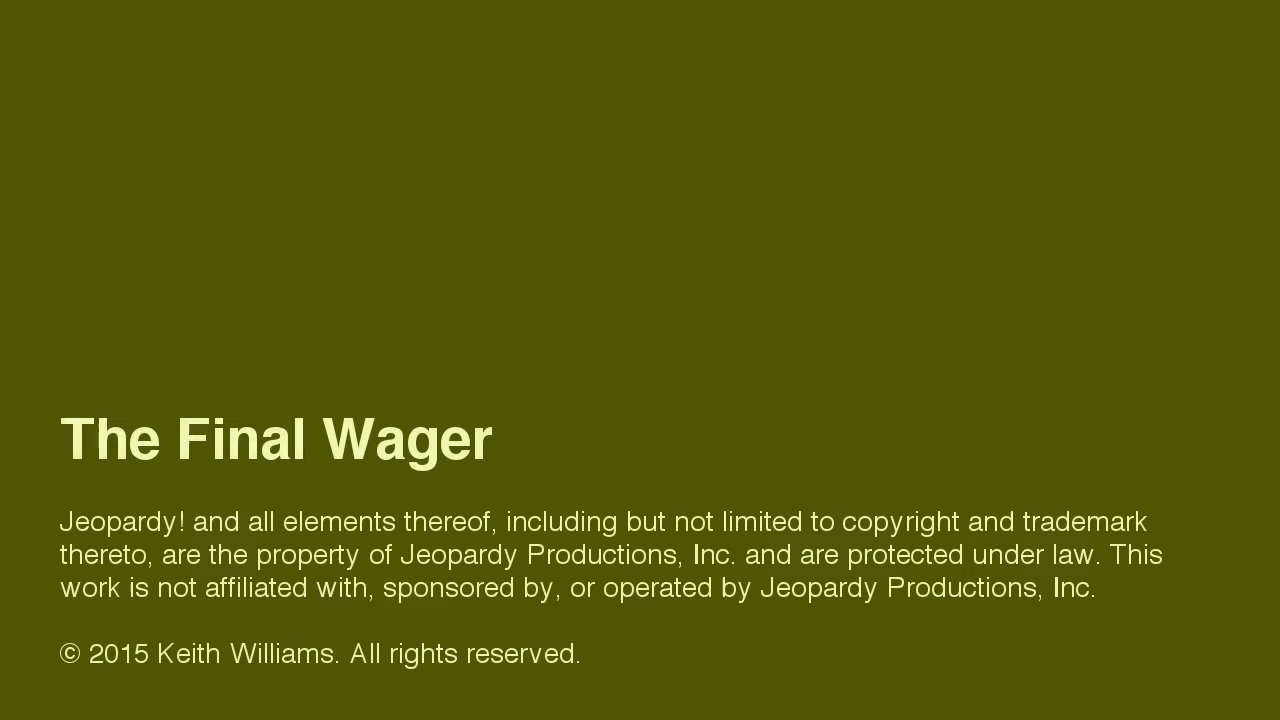 The Final Wager
Jeopardy! and all elements thereof, including but not limited to copyright and trademark
thereto, are the property of Jeopardy Productions, Inc. and are protected under law. This
work is not affiliated with, sponsored by, or operated by Jeopardy Productions, Inc.
© 2015 Keith Williams. All rights reserved.